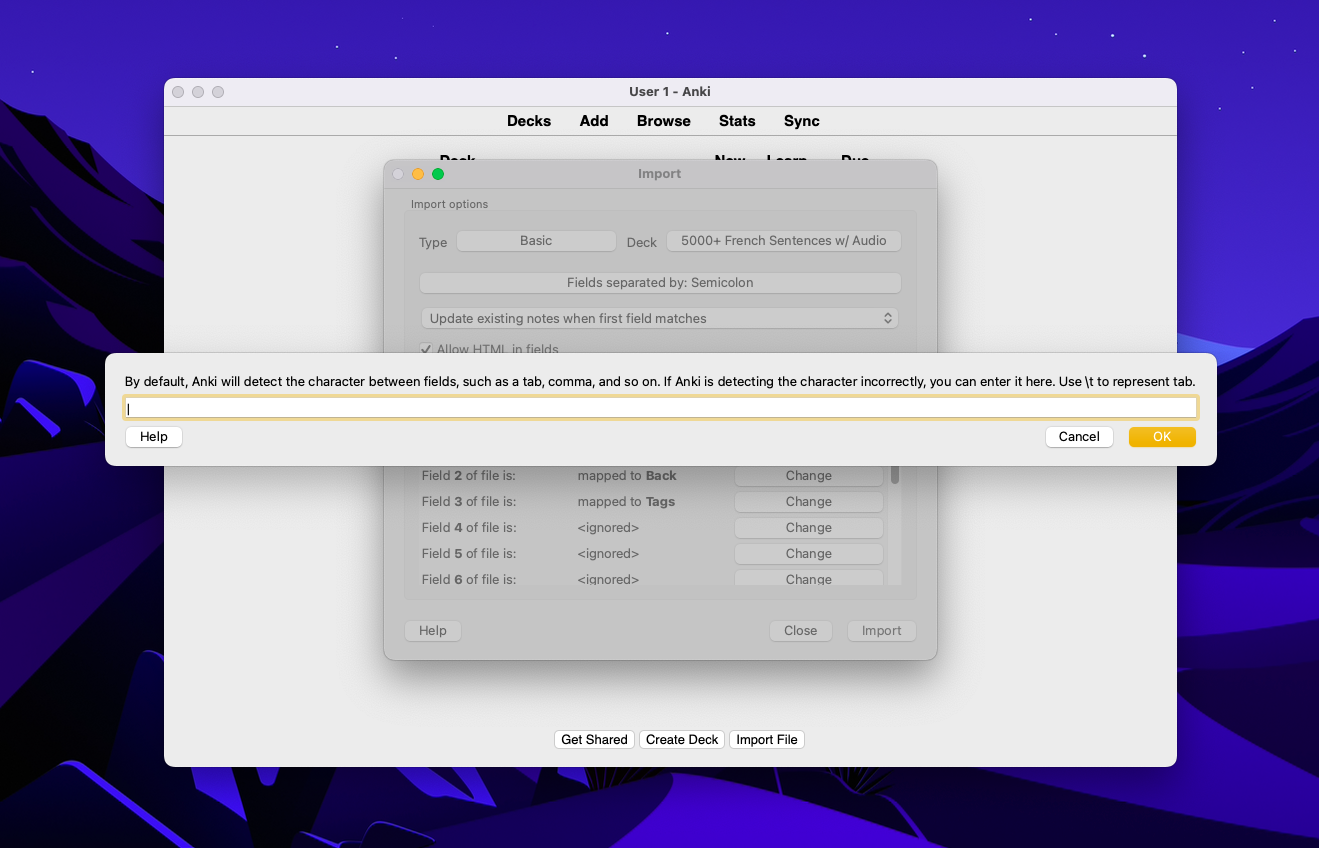 User 1 - Anki
Decks Add Browse Stats Sync
Deck New Learn Due
Import
Import options
Type Basic Deck 5000+ French Sentences w/ Audio
Fields separated by: Semicolon
Update existing notes when first field matches
Allow HTML in fields
By default, Anki will detect the character between fields, such as a tab, comma, and so on. If Anki is detecting the character incorrectly, you can enter it here. Use \t to represent tab.
|
Help Cancel OK
Field 2 of file is: mapped to Back Change
Field 3 of file is: mapped to Tags Change
Field 4 of file is: <ignored> Change
Field 5 of file is: <ignored> Change
Field 6 of file is: <ignored> Change
Help Close Import
Get Shared Create Deck Import File